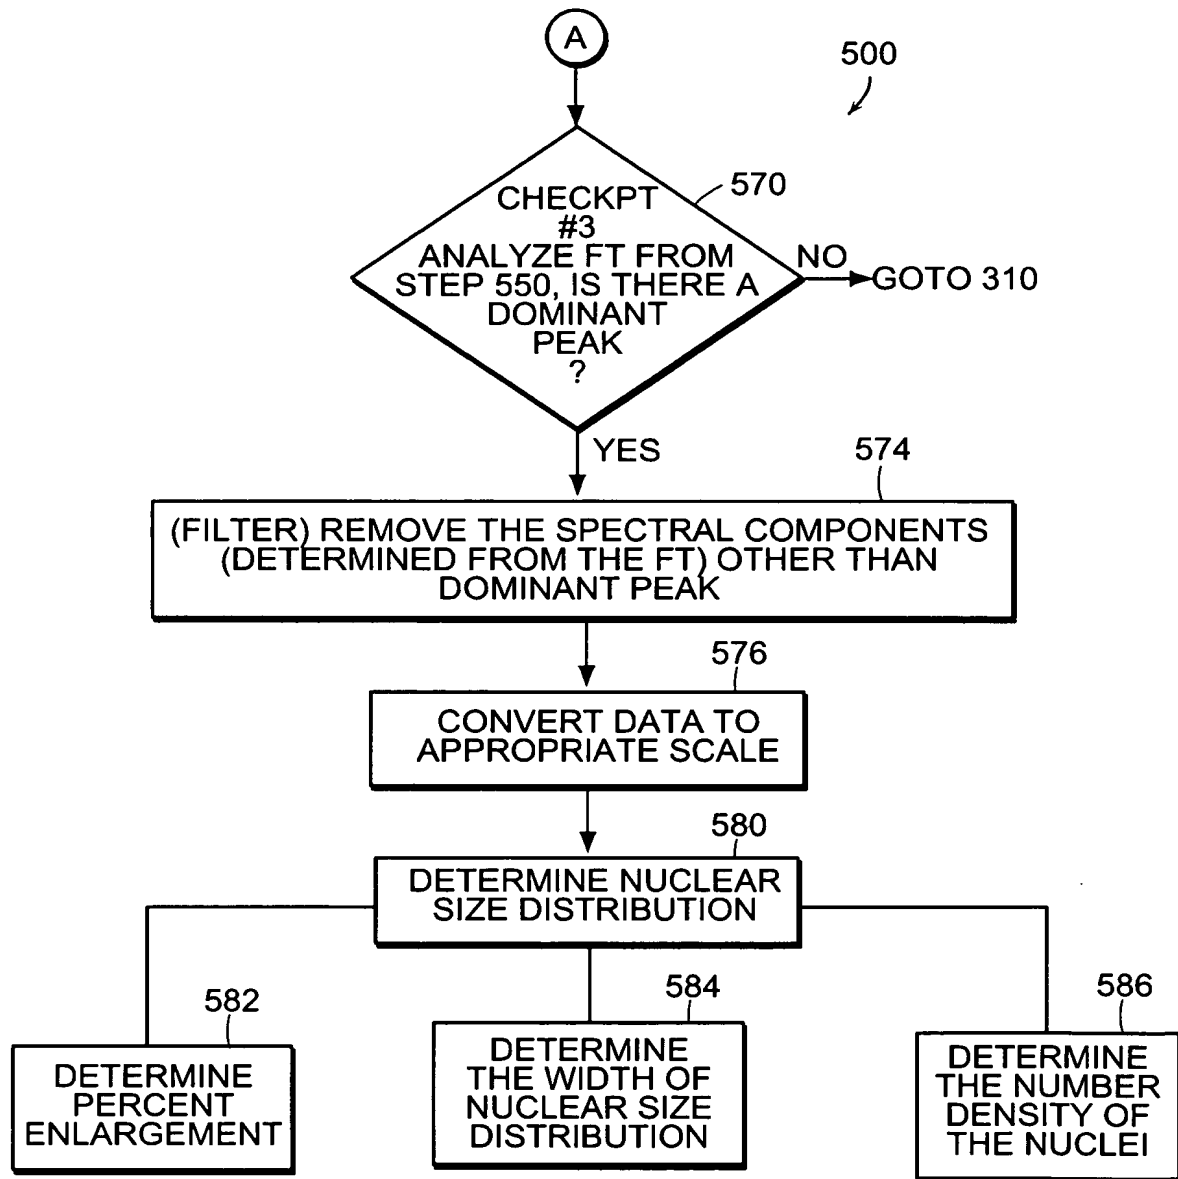 A
500
570
CHECKPT
#3
ANALYZE FT FROM
STEP 550, IS THERE A
DOMINANT
PEAK
?
NO
GOTO 310
YES
574
(FILTER) REMOVE THE SPECTRAL COMPONENTS
(DETERMINED FROM THE FT) OTHER THAN
DOMINANT PEAK
576
CONVERT DATA TO
APPROPRIATE SCALE
580
DETERMINE NUCLEAR
SIZE DISTRIBUTION
582
DETERMINE
PERCENT
ENLARGEMENT
584
DETERMINE
THE WIDTH OF
NUCLEAR SIZE
DISTRIBUTION
586
DETERMINE
THE NUMBER
DENSITY OF
THE NUCLEI